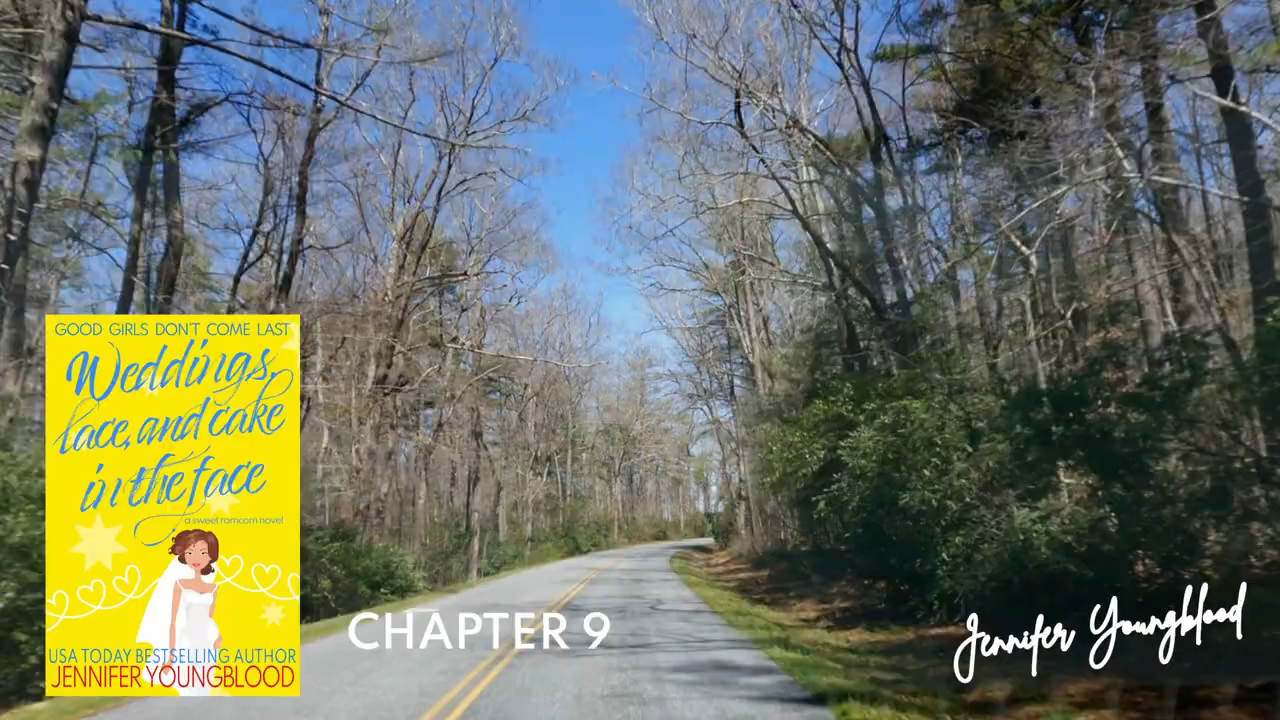 GOOD GIRLS DON'T COME LAST
Weddings,
lace, and cake
in the face
a sweet romcom novel
USA TODAY BESTSELLING AUTHOR
JENNIFER YOUNGBLOOD
CHAPTER 9
Jennifer Youngblood